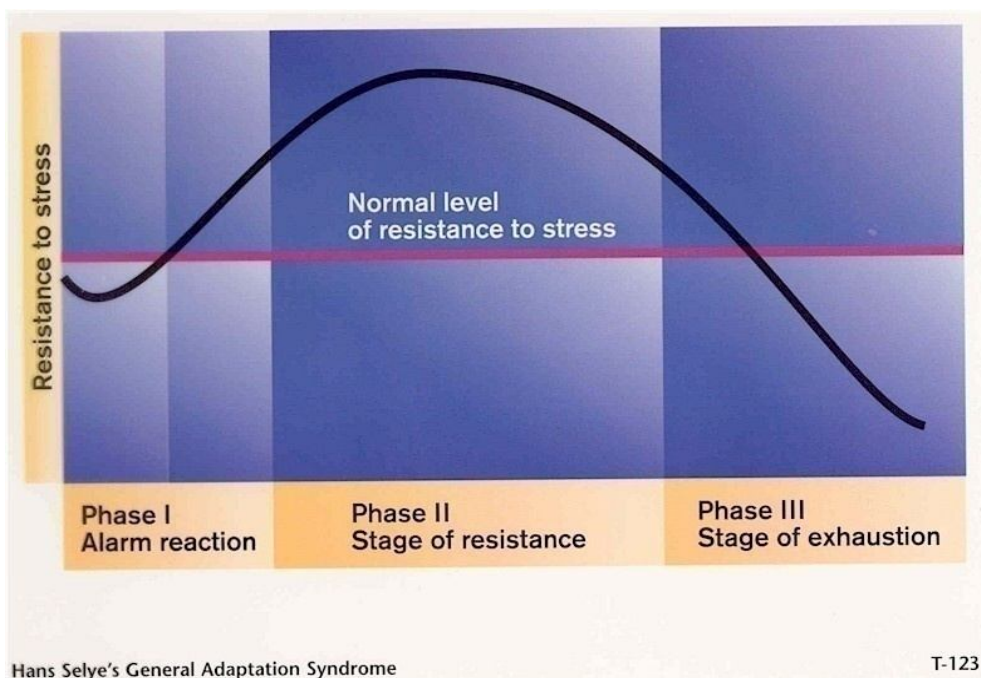 Resistance to stress
Normal level
of resistance to stress
Phase I
Alarm reaction
Phase II
Stage of resistance
Phase III
Stage of exhaustion
Hans Selye's General Adaptation Syndrome
T-123